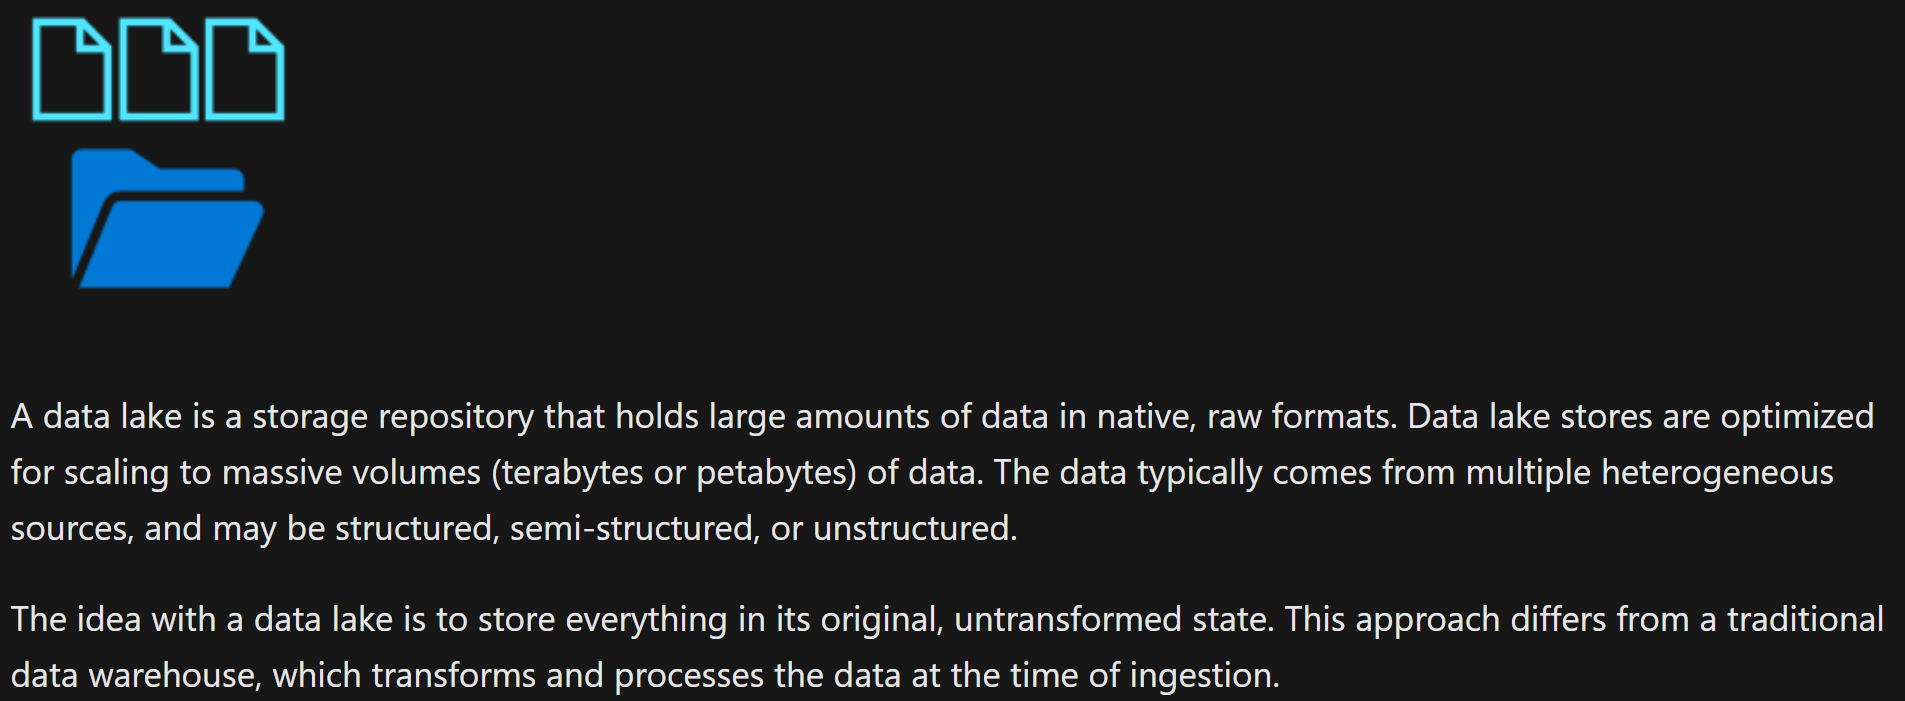 A data lake is a storage repository that holds large amounts of data in native, raw formats. Data lake stores are optimized
for scaling to massive volumes (terabytes or petabytes) of data. The data typically comes from multiple heterogeneous
sources, and may be structured, semi-structured, or unstructured.
The idea with a data lake is to store everything in its original, untransformed state. This approach differs from a traditional
data warehouse, which transforms and processes the data at the time of ingestion.